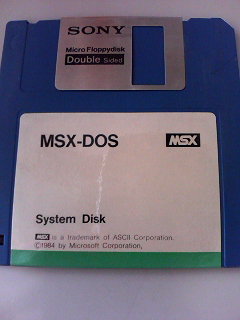 SONY
Micro Floppydisk
Double Sided
MSX-DOS MSX
System Disk
MSX is a trademark of ASCII Corporation.
©1984 by Microsoft Corporation,